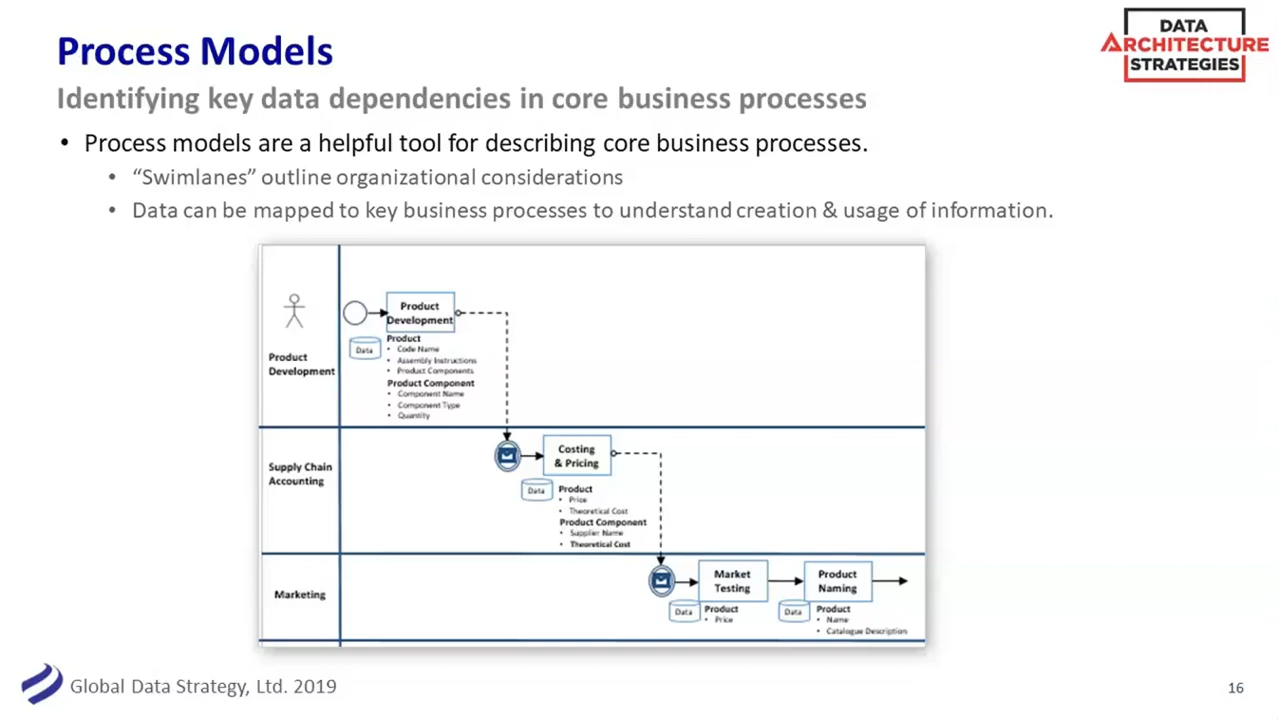 Process Models
DATA
ARCHITECTURE
STRATEGIES
Identifying key data dependencies in core business processes
• Process models are a helpful tool for describing core business processes.
• “Swimlanes” outline organizational considerations
• Data can be mapped to key business processes to understand creation & usage of information.
Product
Development
Product
Development
Data
Product
• Code Name
• Assembly Instructions
• Product Components
Product Component
• Component Name
• Component Type
• Quantity
Supply Chain
Accounting
Costing
& Pricing
Data
Product
• Price
• Theoretical Cost
Product Component
• Supplier Name
• Theoretical Cost
Marketing
Market
Testing
Data
Product
• Price
Product
Naming
Data
Product
• Name
• Catalogue Description
Global Data Strategy, Ltd. 2019
16